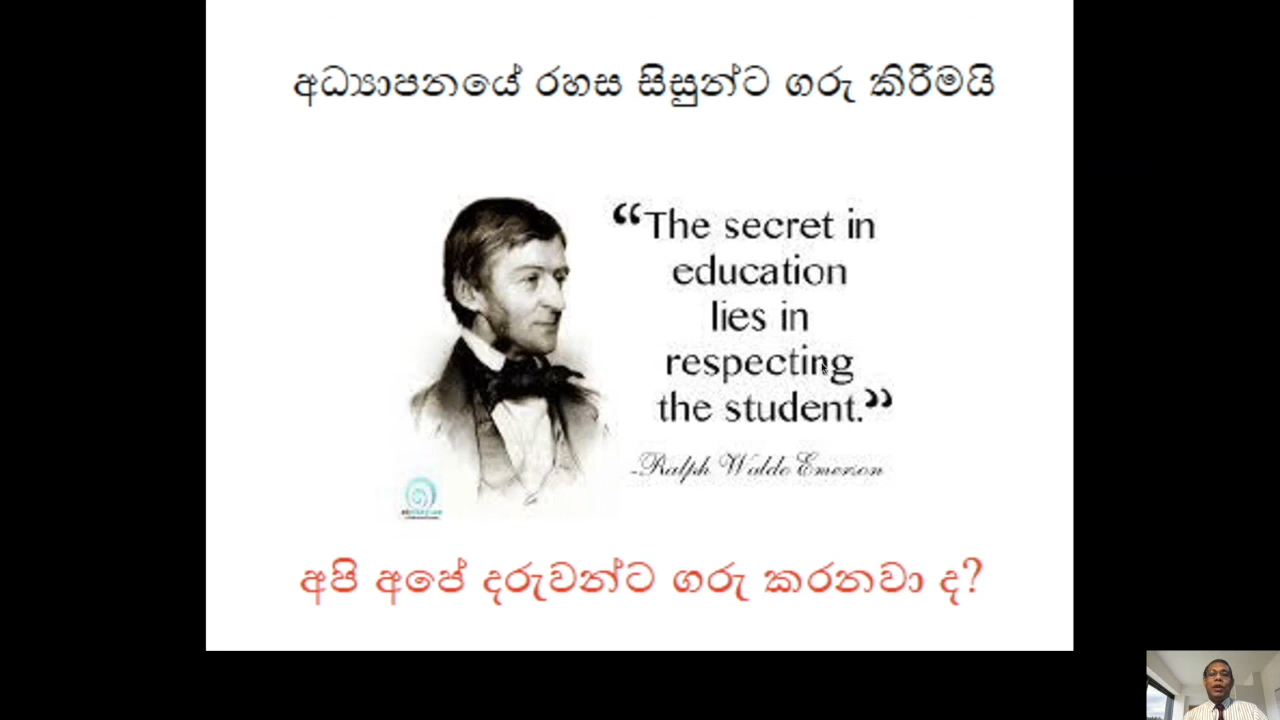 අධ්‍යාපනයේ රහස සිසුන්ට ගරු කිරීමයි
“The secret in
education
lies in
respecting
the student.”
-Ralph Waldo Emerson
අපි අපේ දරුවන්ට ගරු කරනවා ද?